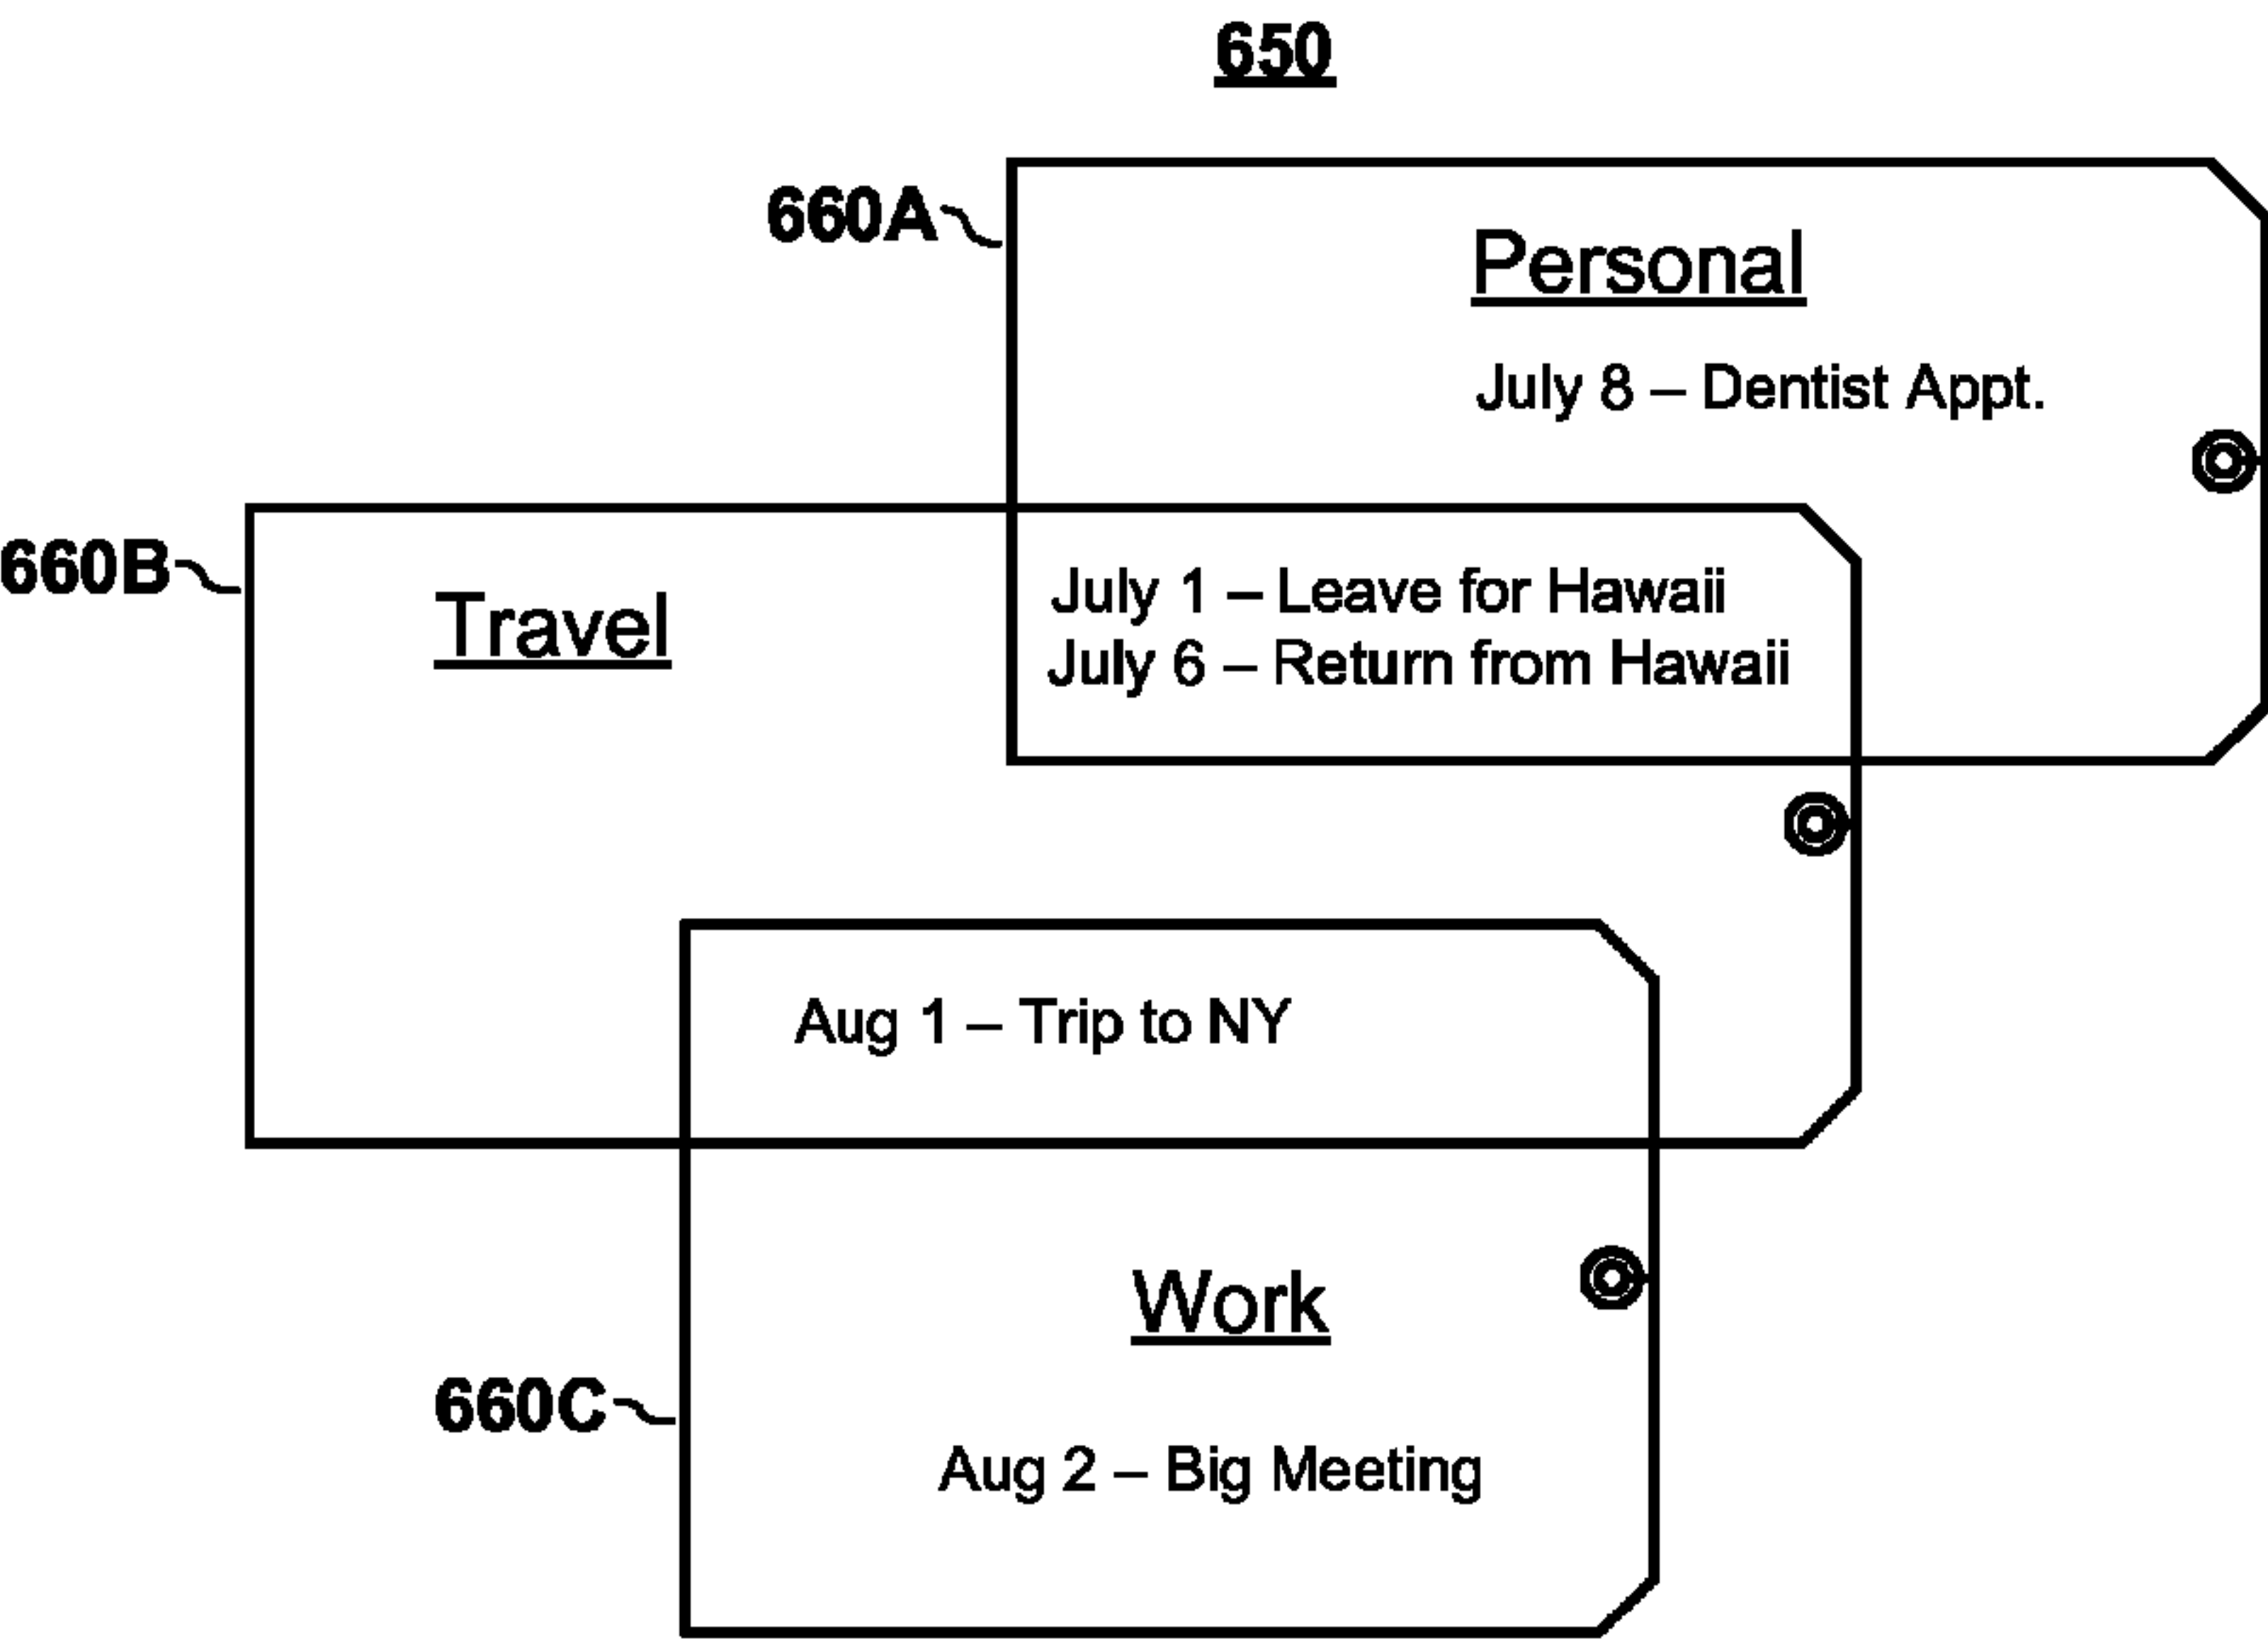 650
660A
Personal
July 8 – Dentist Appt.
660B
Travel
July 1 – Leave for Hawaii
July 6 – Return from Hawaii
Aug 1 – Trip to NY
Work
660C
Aug 2 – Big Meeting